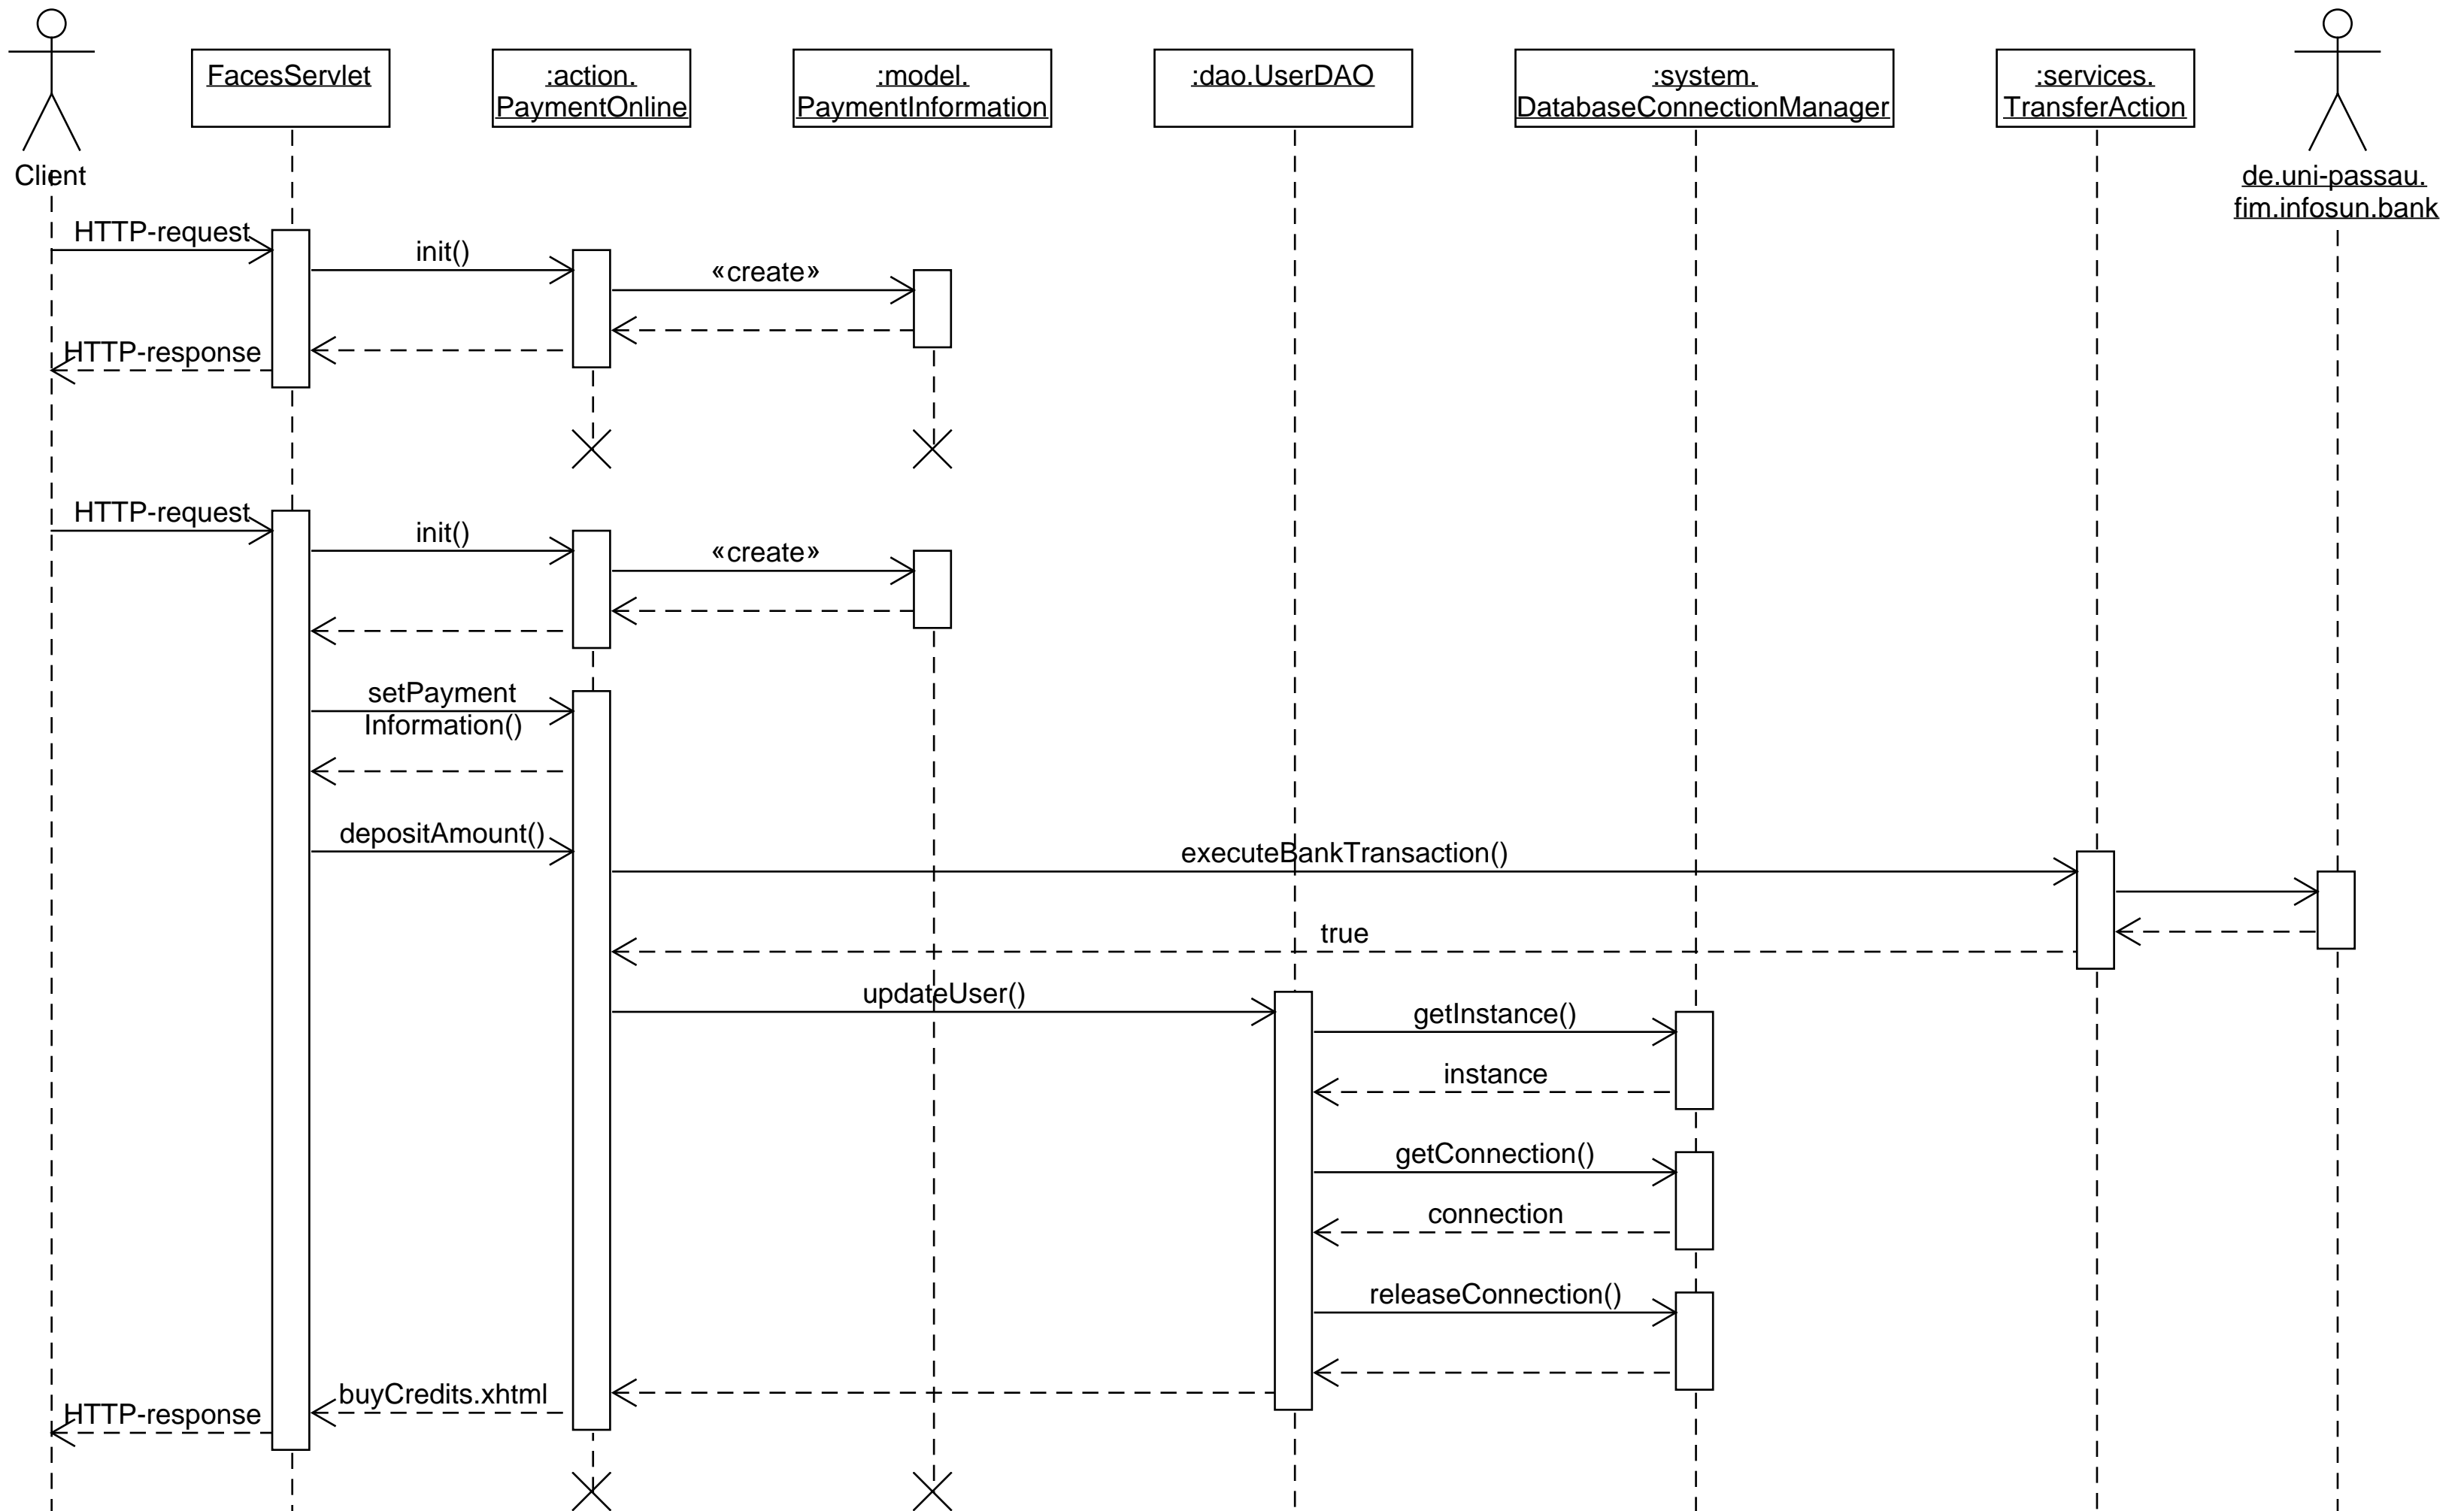 FacesServlet
:action.
PaymentOnline
:model.
PaymentInformation
:dao.UserDAO
:system.
DatabaseConnectionManager
:services.
TransferAction
Client
de.uni-passau.
fim.infosun.bank
HTTP-request
init()
«create»
HTTP-response
HTTP-request
init()
«create»
setPayment
Information()
depositAmount()
executeBankTransaction()
true
updateUser()
getInstance()
instance
getConnection()
connection
releaseConnection()
buyCredits.xhtml
HTTP-response